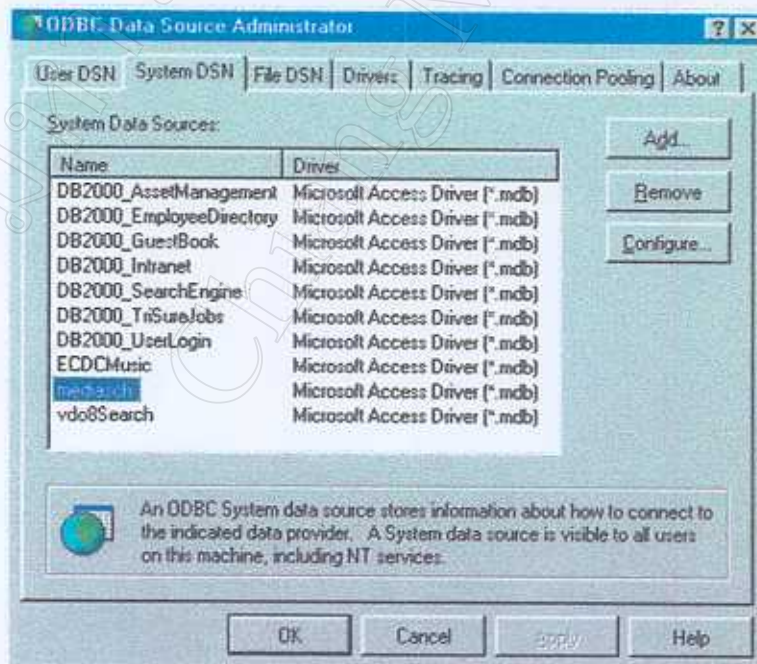 ODBC Data Source Administrator
User DSN System DSN File DSN Drivers Tracing Connection Pooling About
System Data Sources:
Add...
Name Driver
DB2000_AssetManagement Microsoft Access Driver (*.mdb)
Remove
DB2000_EmployeeDirectory Microsoft Access Driver (*.mdb)
DB2000_GuestBook Microsoft Access Driver (*.mdb)
Configure...
DB2000_Intranet Microsoft Access Driver (*.mdb)
DB2000_SearchEngine Microsoft Access Driver (*.mdb)
DB2000_TriSureJobs Microsoft Access Driver (*.mdb)
DB2000_UserLogin Microsoft Access Driver (*.mdb)
ECDCMusic Microsoft Access Driver (*.mdb)
Microsoft Access Driver (*.mdb)
vdo8Search Microsoft Access Driver (*.mdb)
An ODBC System data source stores information about how to connect to
the indicated data provider. A System data source is visible to all users
on this machine, including NT services.
OK Cancel Apply Help